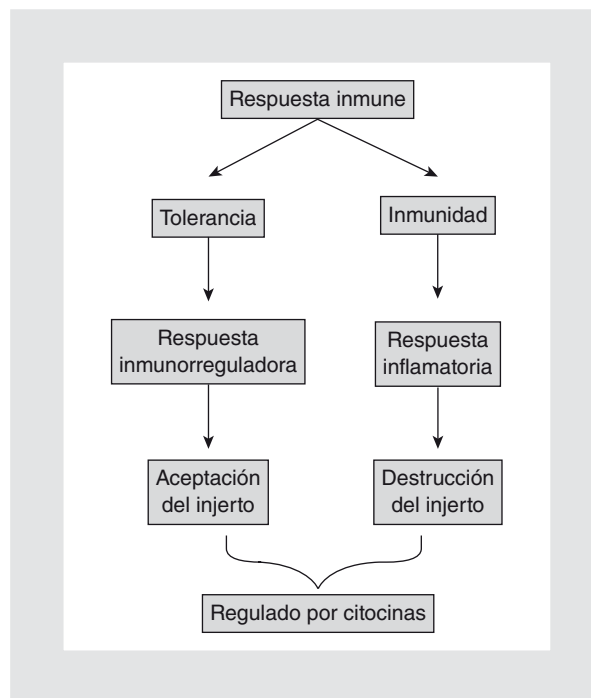 Respuesta inmune
Tolerancia
Inmunidad
Respuesta
inmunorreguladora
Respuesta
inflamatoria
Aceptación
del injerto
Destrucción
del injerto
Regulado por citocinas